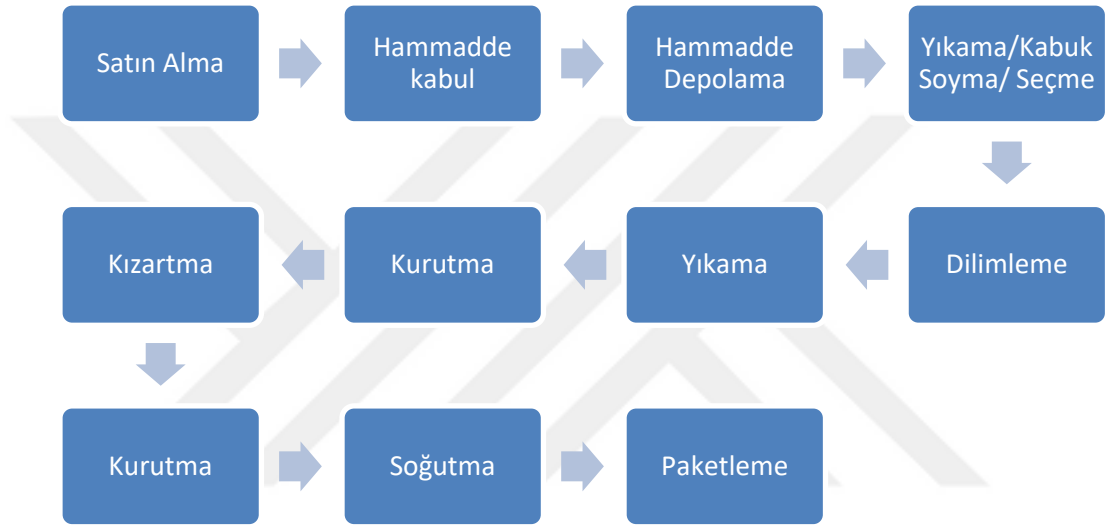 Satın Alma
Hammadde
kabul
Hammadde
Depolama
Yıkama/Kabuk
Soyma/ Seçme
Dilimleme
Yıkama
Kurutma
Kızartma
Kurutma
Soğutma
Paketleme